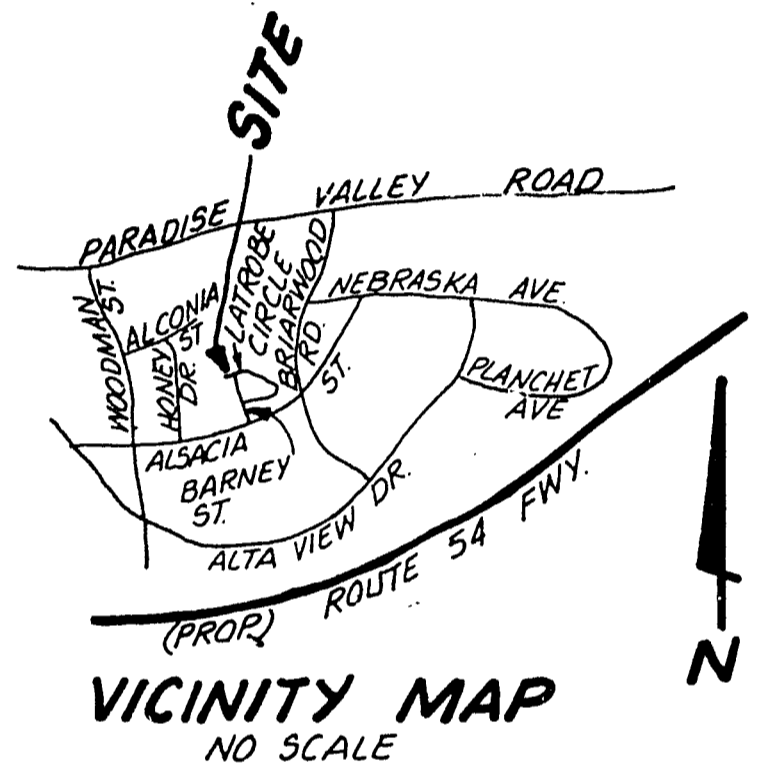 SITE
PARADISE VALLEY ROAD
WOODMAN ST.
ALCONIA ST
HONEY DR.
LATROBE CIRCLE
BRIARWOOD RD.
NEBRASKA AVE.
PLANCHET AVE
ALSACIA ST.
BARNEY ST.
ALTA VIEW DR.
(PROP.) ROUTE 54 FWY.
N
VICINITY MAP
NO SCALE